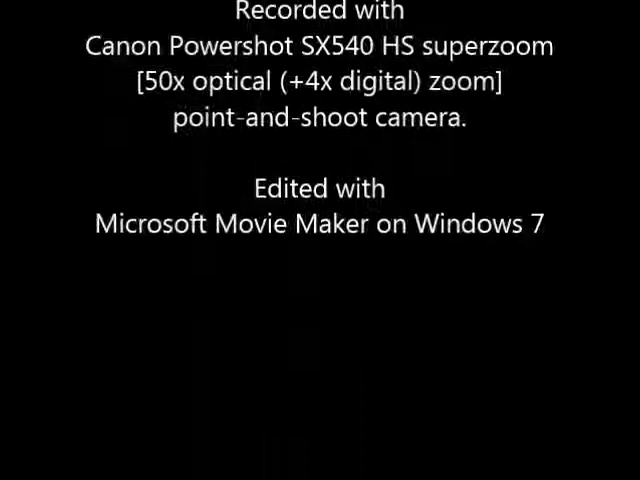 Recorded with
Canon Powershot SX540 HS superzoom
[50x optical (+4x digital) zoom]
point-and-shoot camera.
Edited with
Microsoft Movie Maker on Windows 7